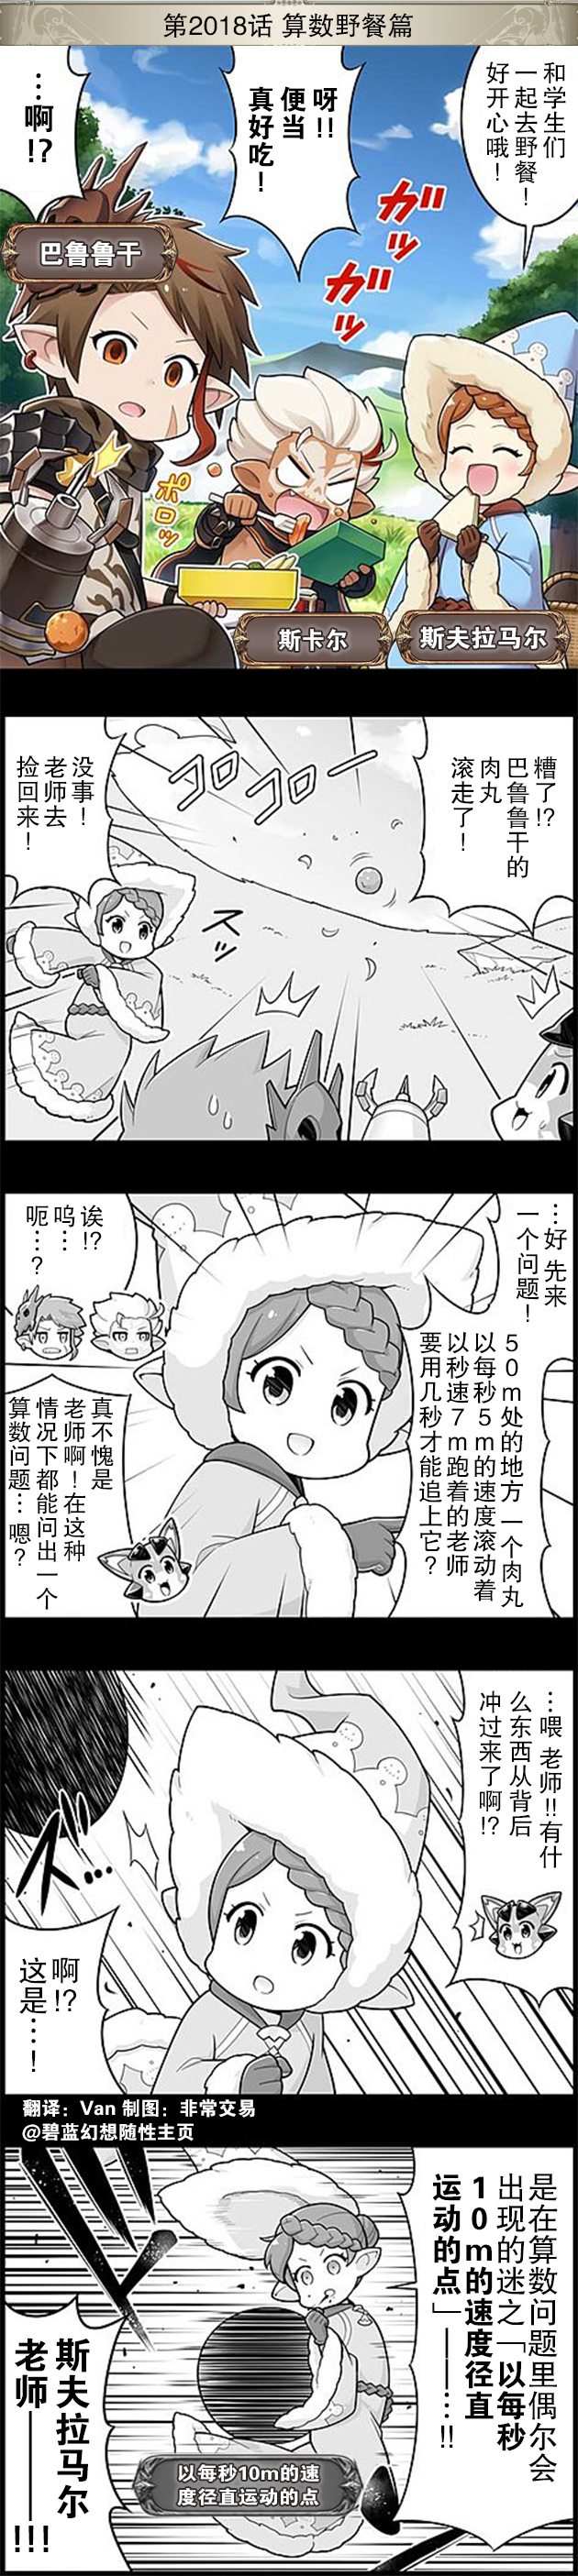 第2018话 算数野餐篇
和学生们
一起去野餐！
好开心哦！
呀!!
便当
真好吃！
…啊!?
ガッ
ガッ
巴鲁鲁干
ポロッ
斯卡尔
斯夫拉马尔
糟了!?
巴鲁鲁干的
肉丸
滚走了！
コロコロー
没事！
老师去
捡回来！
スッ
…好 先来
一个问题！
50m处的地方 一个肉丸
以每秒5m的速度滚动着
以秒速7m跑着的老师
要用几秒才能追上它？
诶!?
呜…
呃…？
真不愧是
老师啊！在这种
情况下都能问出一个
算数问题… 嗯？
…喂 老师!!有什
么东西从背后
冲过来了啊!?
ズ…
啊!?
这是…！
翻译：Van 制图：非常交易
@碧蓝幻想随性主页
是在算数问题里偶尔会
出现的迷之「以每秒
10m的速度径直
运动的点」——…!!
以每秒10m的速
度径直运动的点
斯夫拉马尔
老师———!!!